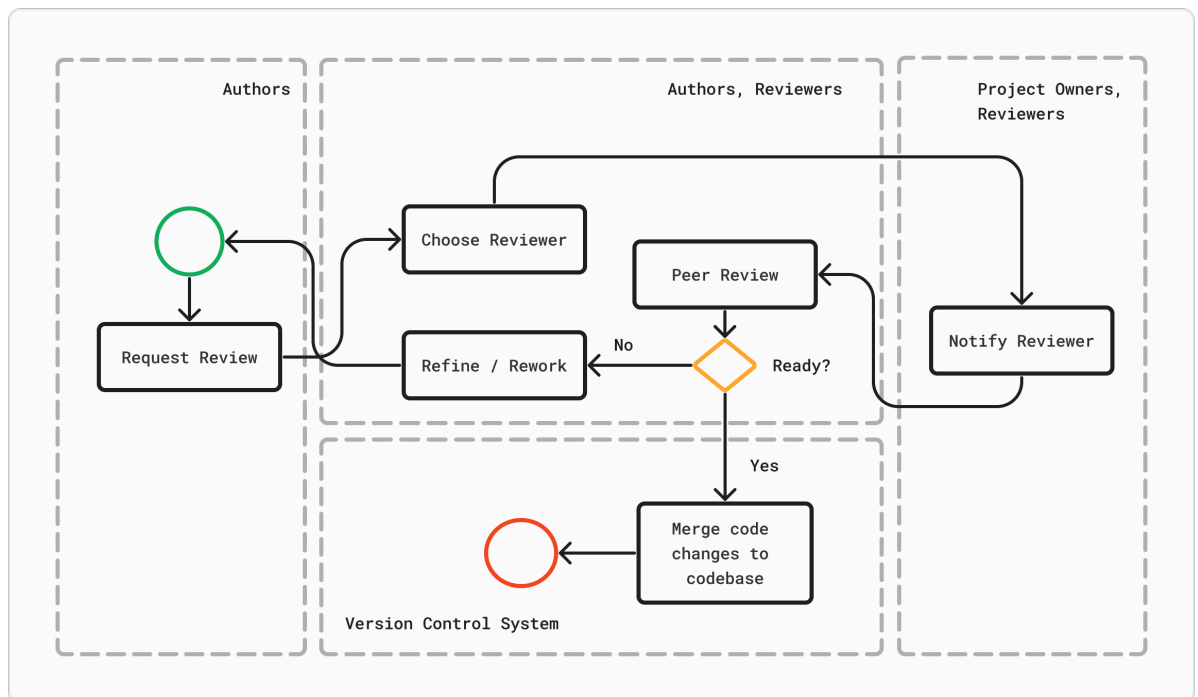 Authors
Authors, Reviewers
Project Owners,
Reviewers
Choose Reviewer
Peer Review
Request Review
Notify Reviewer
No
Refine / Rework
Ready?
Yes
Merge code
changes to
codebase
Version Control System